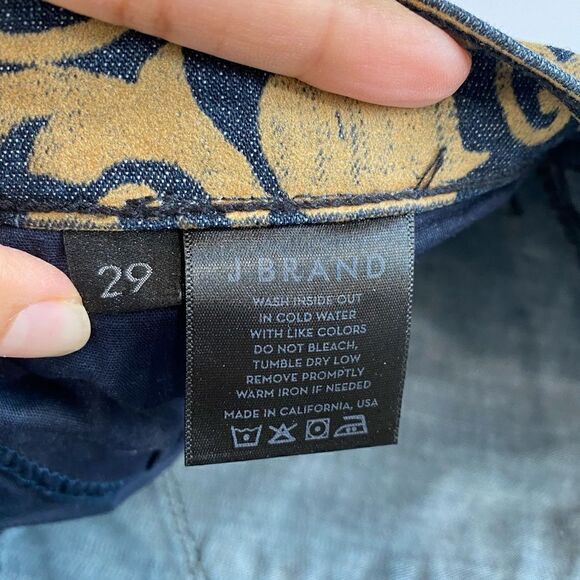 29
J BRAND
WASH INSIDE OUT
IN COLD WATER
WITH LIKE COLORS
DO NOT BLEACH,
TUMBLE DRY LOW
REMOVE PROMPTLY
WARM IRON IF NEEDED
MADE IN CALIFORNIA, USA